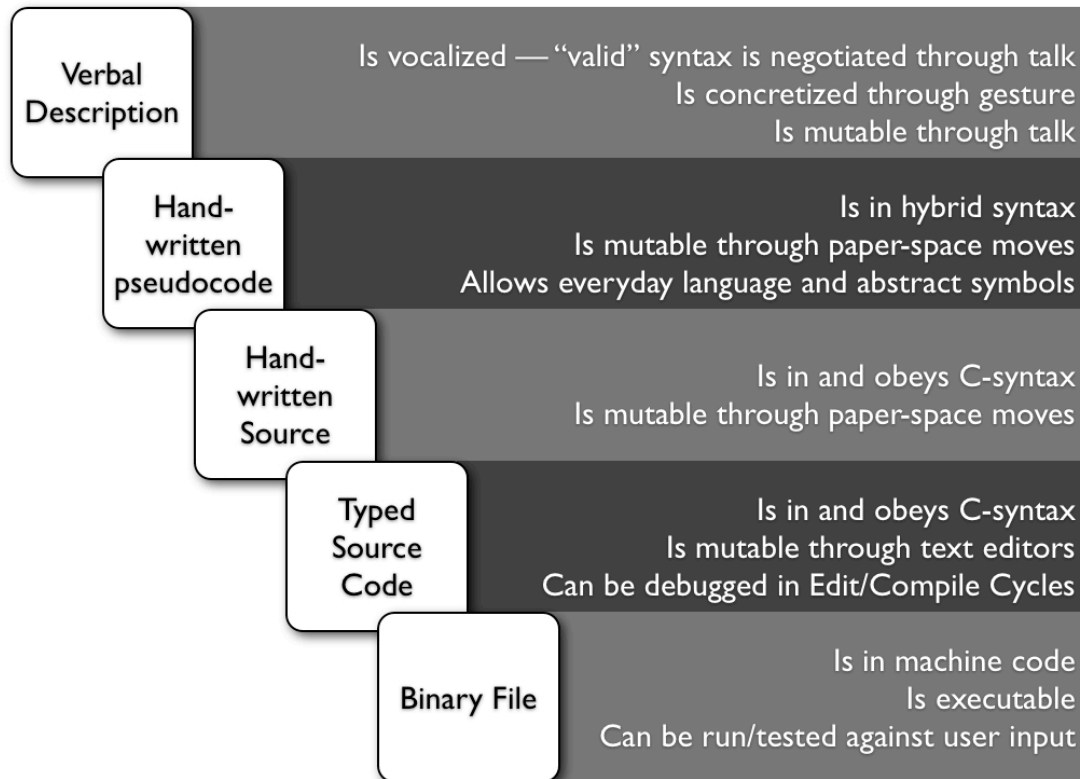 Verbal
Description
Is vocalized — “valid” syntax is negotiated through talk
Is concretized through gesture
Is mutable through talk
Hand-
written
pseudocode
Is in hybrid syntax
Is mutable through paper-space moves
Allows everyday language and abstract symbols
Hand-
written
Source
Is in and obeys C-syntax
Is mutable through paper-space moves
Typed
Source
Code
Is in and obeys C-syntax
Is mutable through text editors
Can be debugged in Edit/Compile Cycles
Binary File
Is in machine code
Is executable
Can be run/tested against user input